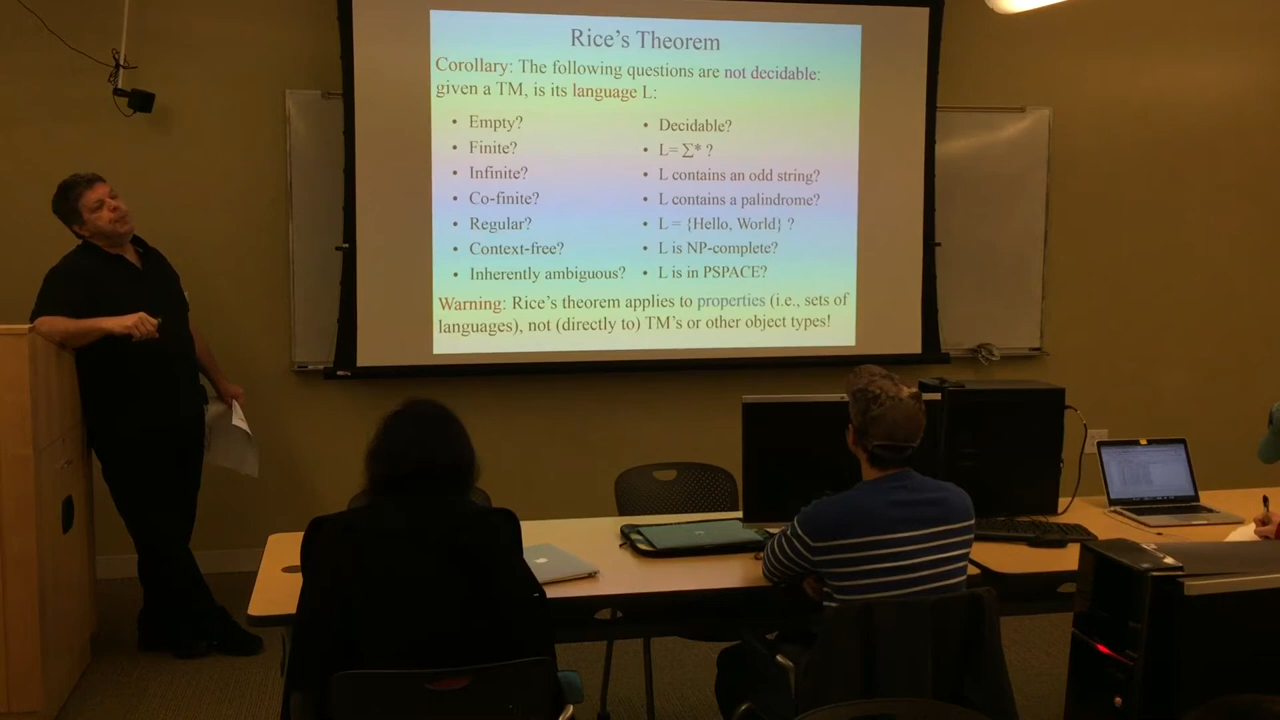 Rice's Theorem
Corollary: The following questions are not decidable:
given a TM, is its language L:
• Empty?
• Finite?
• Infinite?
• Co-finite?
• Regular?
• Context-free?
• Inherently ambiguous?
• Decidable?
• L=∑* ?
• L contains an odd string?
• L contains a palindrome?
• L = {Hello, World} ?
• L is NP-complete?
• L is in PSPACE?
Warning: Rice's theorem applies to properties (i.e., sets of
languages), not (directly to) TM's or other object types!